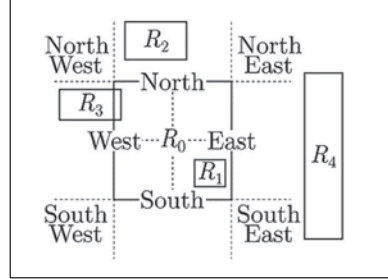 North West
R₂
North East
North
R₃
West R₀ East
R₄
R₁
South
South West
South East